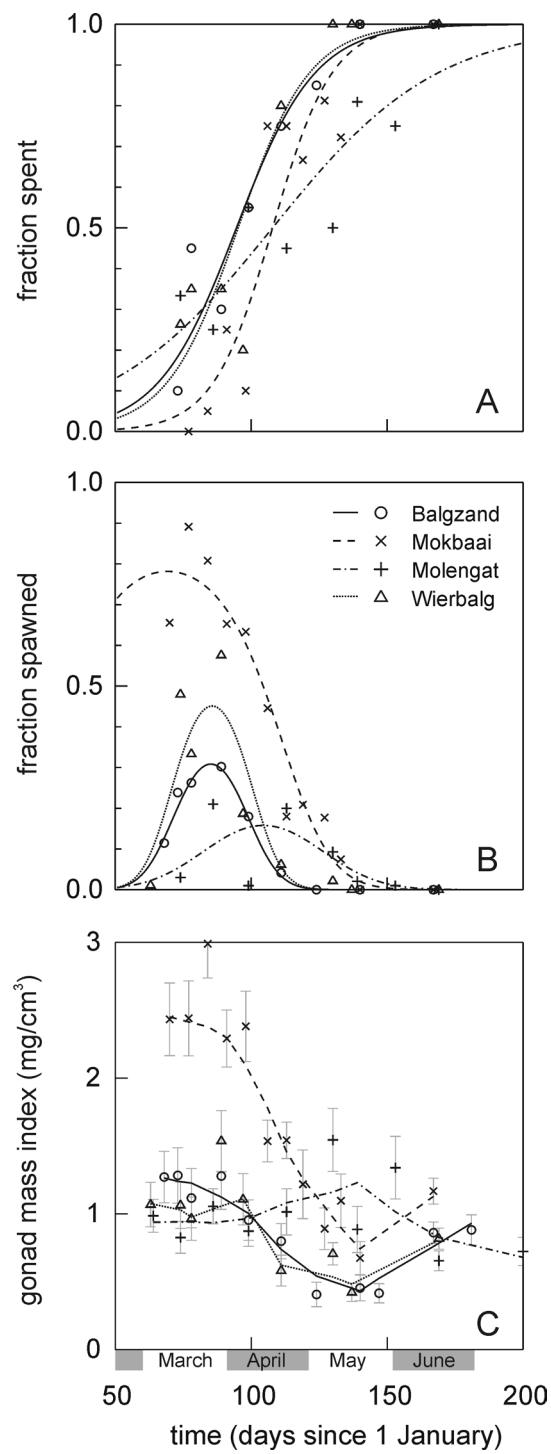 1.0
0.5
0.0
fraction spent
A
1.0
0.5
0.0
fraction spawned
Balgzand
Mokbaai
Molengat
Wierbalg
B
3
2
1
0
gonad mass index (mg/cm³)
C
March April May June
50 100 150 200
time (days since 1 January)